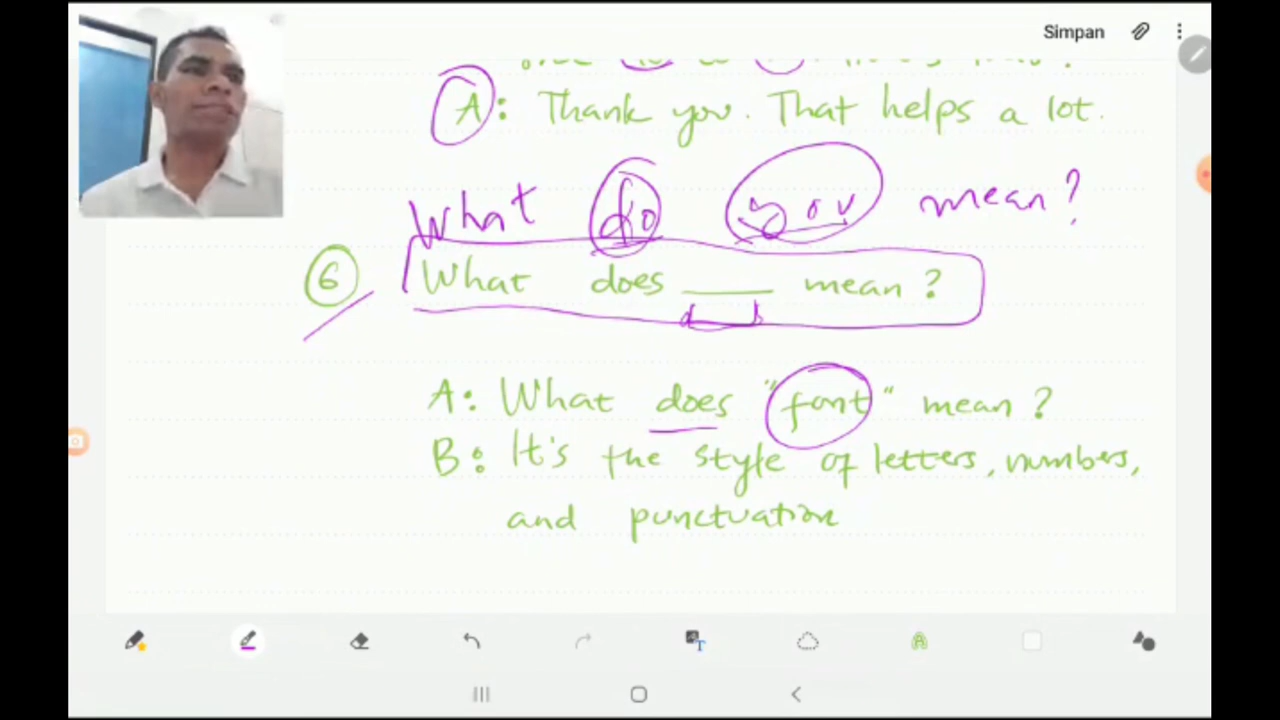 Simpan
A: Thank you. That helps a lot.
What do you mean?
6 What does ___ mean?
A: What does "font" mean?
B: It's the style of letters, numbers,
and punctuation